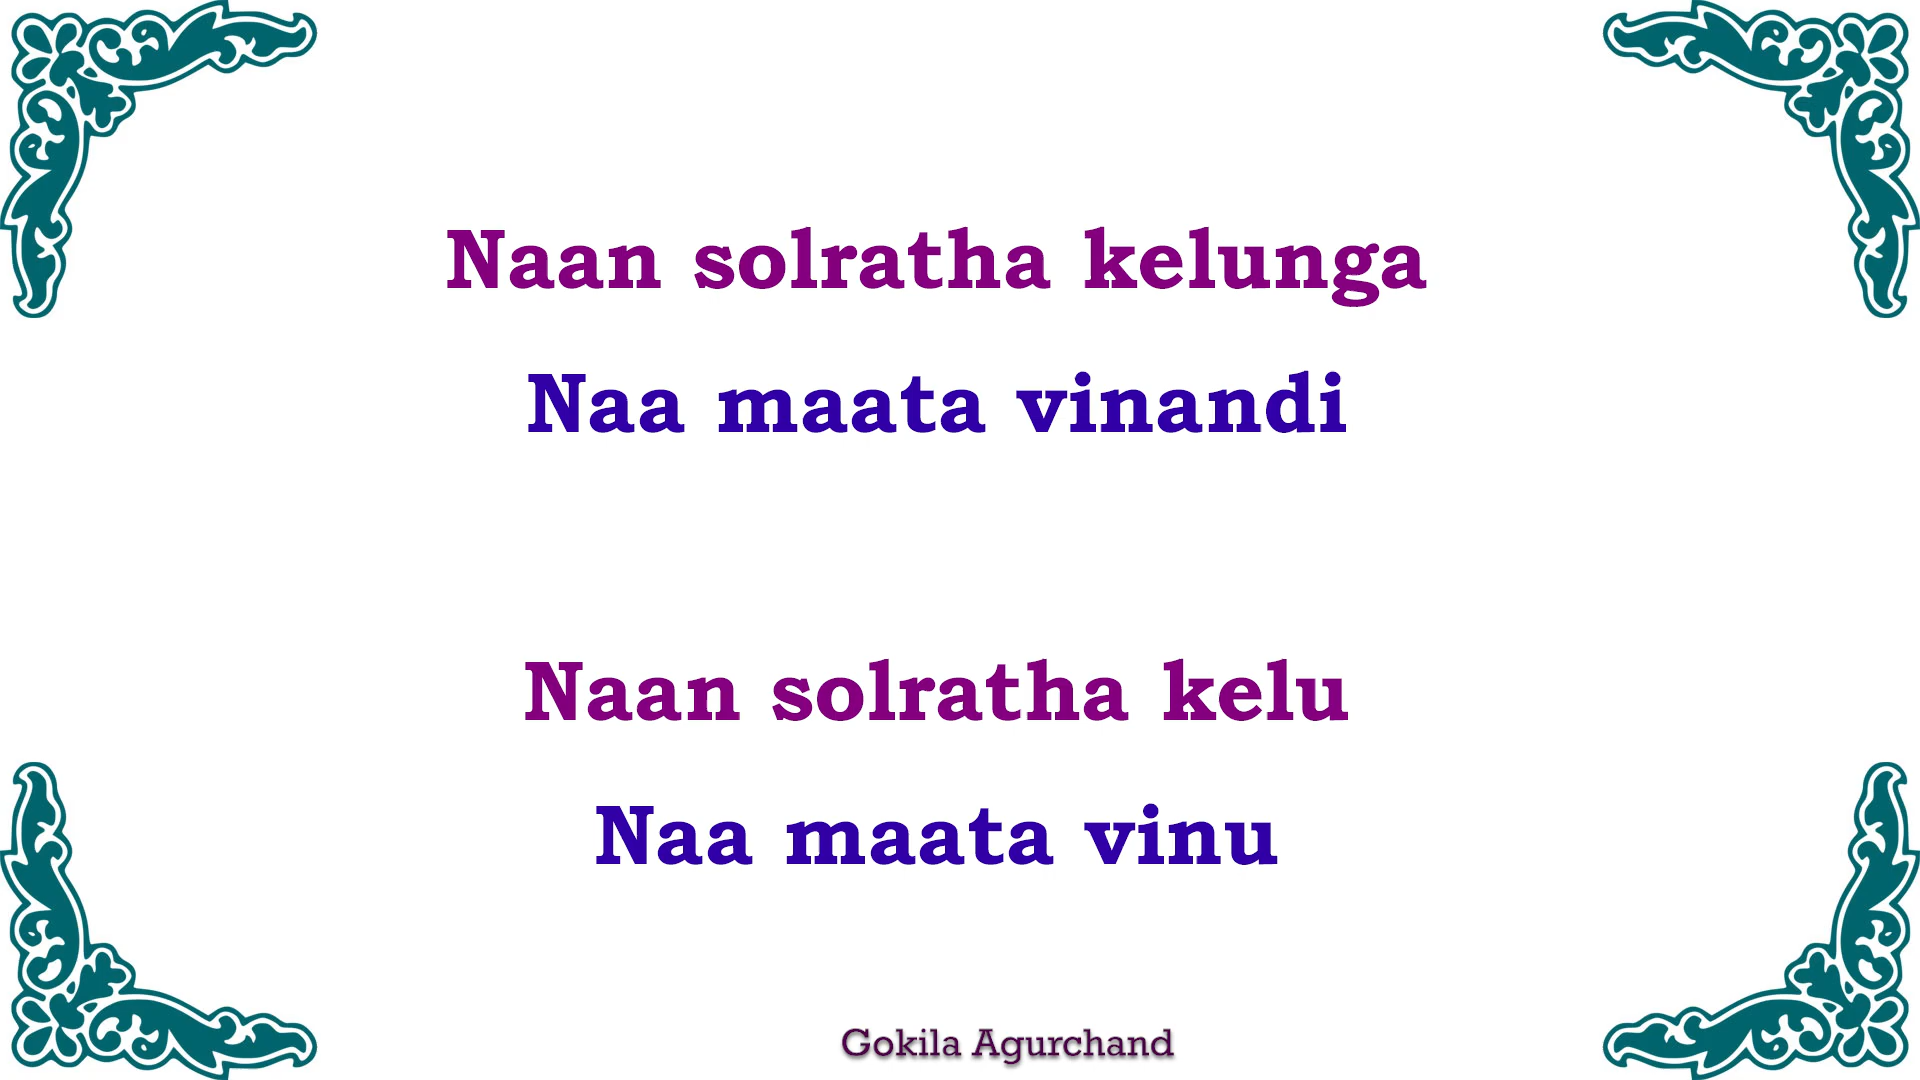 Naan solratha kelunga
Naa maata vinandi
Naan solratha kelu
Naa maata vinu
Gokila Agurchand